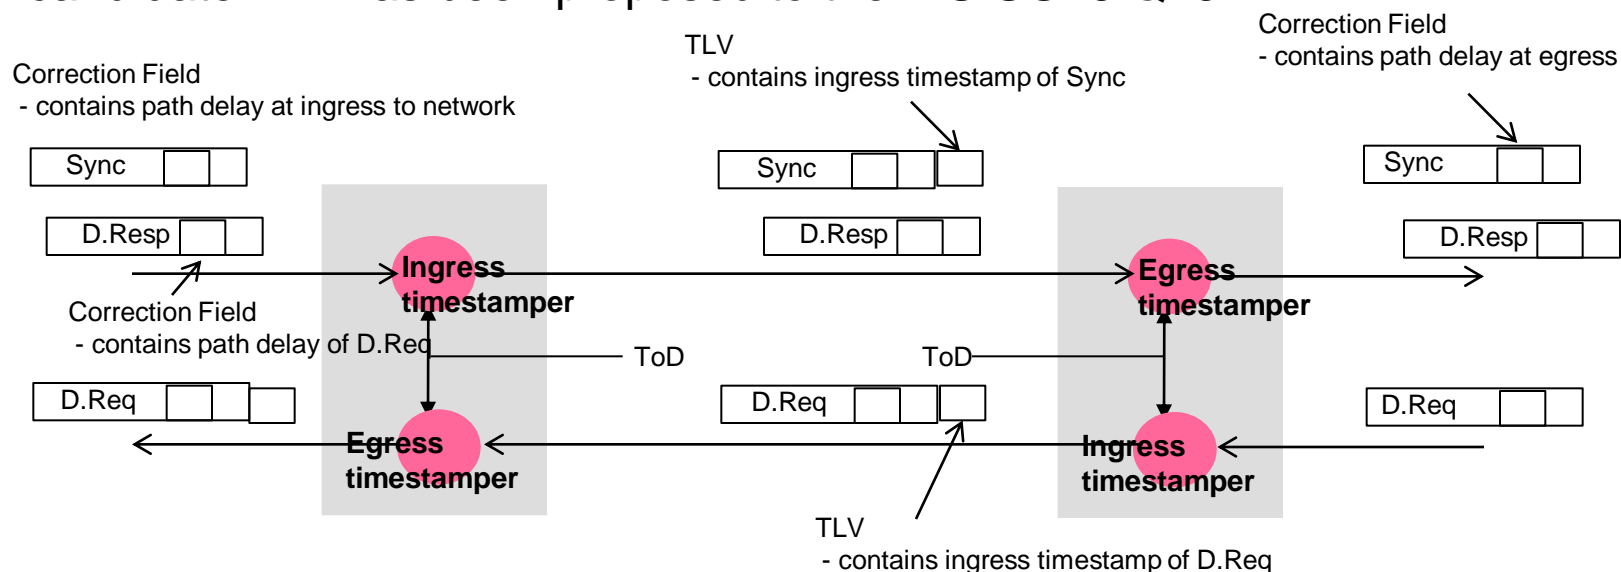 Correction Field
- contains path delay at egress
TLV
- contains ingress timestamp of Sync
Correction Field
- contains path delay at ingress to network
Sync
Sync
Sync
D.Resp
D.Resp
D.Resp
Ingress
timestamper
Egress
timestamper
Correction Field
- contains path delay of D.Req
ToD
ToD
D.Req
D.Req
D.Req
Egress
timestamper
Ingress
timestamper
TLV
- contains ingress timestamp of D.Req